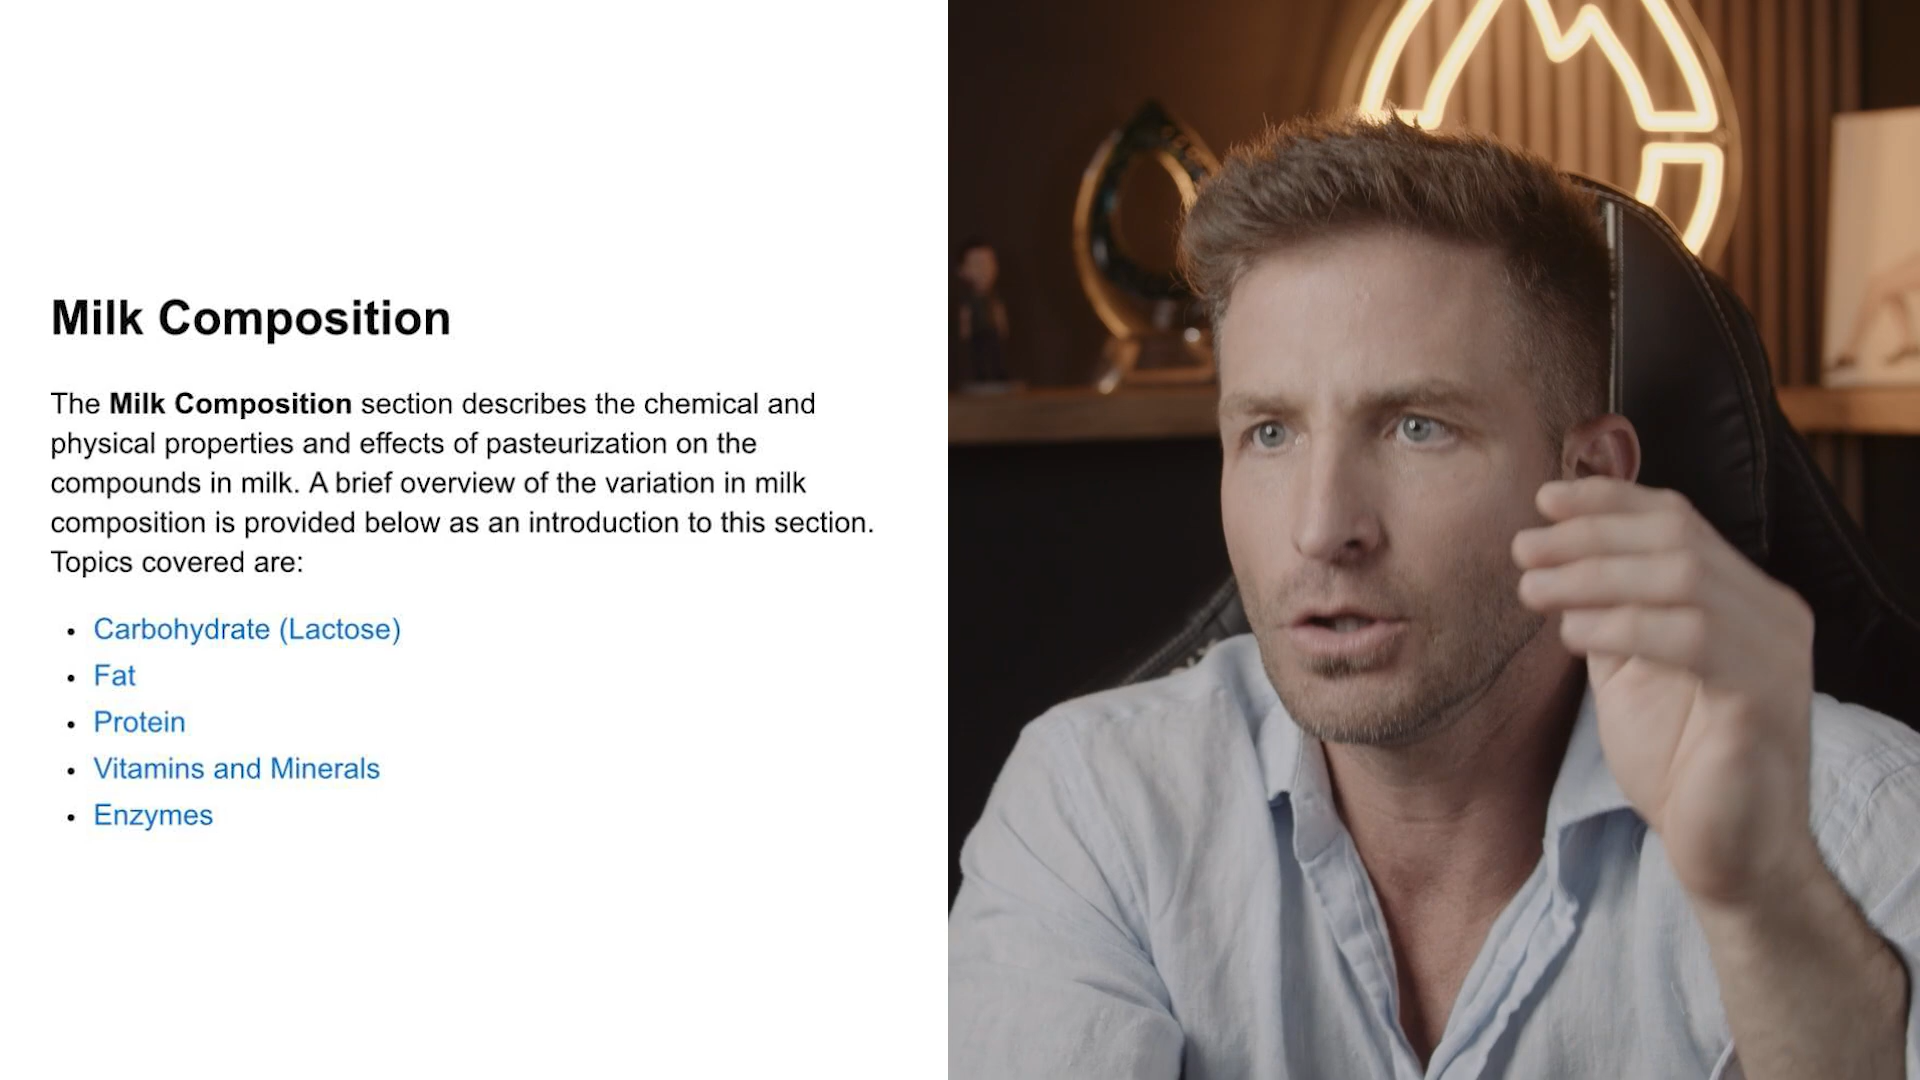 Milk Composition
The Milk Composition section describes the chemical and
physical properties and effects of pasteurization on the
compounds in milk. A brief overview of the variation in milk
composition is provided below as an introduction to this section.
Topics covered are:
• Carbohydrate (Lactose)
• Fat
• Protein
• Vitamins and Minerals
• Enzymes